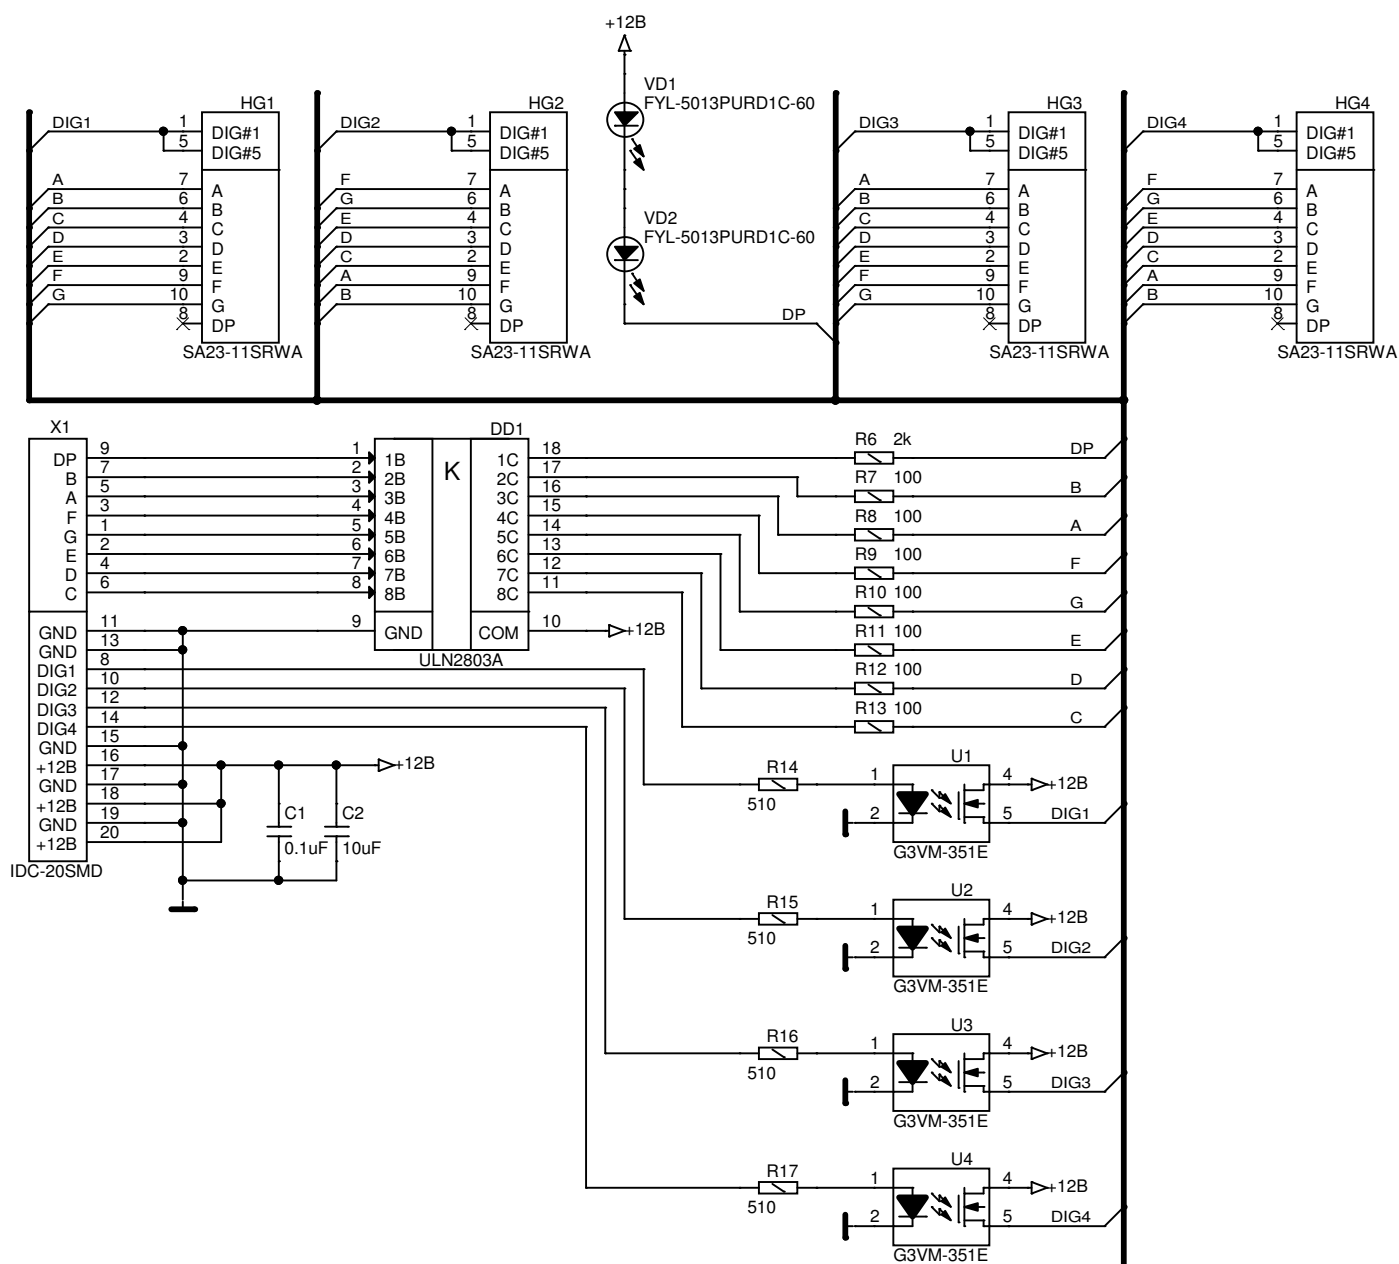 +12B
VD1
FYL-5013PURD1C-60
VD2
FYL-5013PURD1C-60
DP
HG1
DIG1 1 DIG#1
5 DIG#5
A 7 A
B 6 B
C 4 C
D 3 D
E 2 E
F 9 F
G 10 G
8 DP
SA23-11SRWA
HG2
DIG2 1 DIG#1
5 DIG#5
F 7 A
G 6 B
E 4 C
D 3 D
C 2 E
A 9 F
B 10 G
8 DP
SA23-11SRWA
HG3
DIG3 1 DIG#1
5 DIG#5
A 7 A
B 6 B
C 4 C
D 3 D
E 2 E
F 9 F
G 10 G
8 DP
SA23-11SRWA
HG4
DIG4 1 DIG#1
5 DIG#5
F 7 A
G 6 B
E 4 C
D 3 D
C 2 E
A 9 F
B 10 G
8 DP
SA23-11SRWA
X1
DP 9
B 7
A 5
F 3
G 1
E 2
D 4
C 6
GND 11
GND 13
DIG1 8
DIG2 10
DIG3 12
DIG4 14
GND 15
+12B 16
GND 17
+12B 18
GND 19
+12B 20
IDC-20SMD
+12B
C1
0.1uF
C2
10uF
DD1
K
1 1B 1C 18
2 2B 2C 17
3 3B 3C 16
4 4B 4C 15
5 5B 5C 14
6 6B 6C 13
7 7B 7C 12
8 8B 8C 11
9 GND COM 10 +12B
ULN2803A
R6 2k DP
R7 100 B
R8 100 A
R9 100 F
R10 100 G
R11 100 E
R12 100 D
R13 100 C
U1
R14 1 4 +12B
510 2 5 DIG1
G3VM-351E
U2
R15 1 4 +12B
510 2 5 DIG2
G3VM-351E
U3
R16 1 4 +12B
510 2 5 DIG3
G3VM-351E
U4
R17 1 4 +12B
510 2 5 DIG4
G3VM-351E